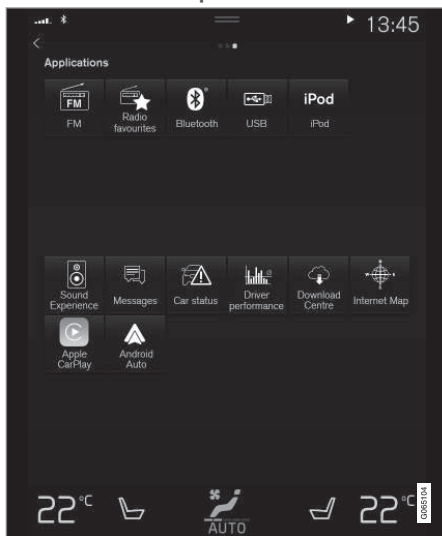 13:45
Applications
FM
iPod
FM
Radio
favourites
Bluetooth
USB
iPod
Sound
Experience
Messages
Car status
Driver
performance
Download
Centre
Internet Map
Apple
CarPlay
Android
Auto
22°C
AUTO
22°C
G065104